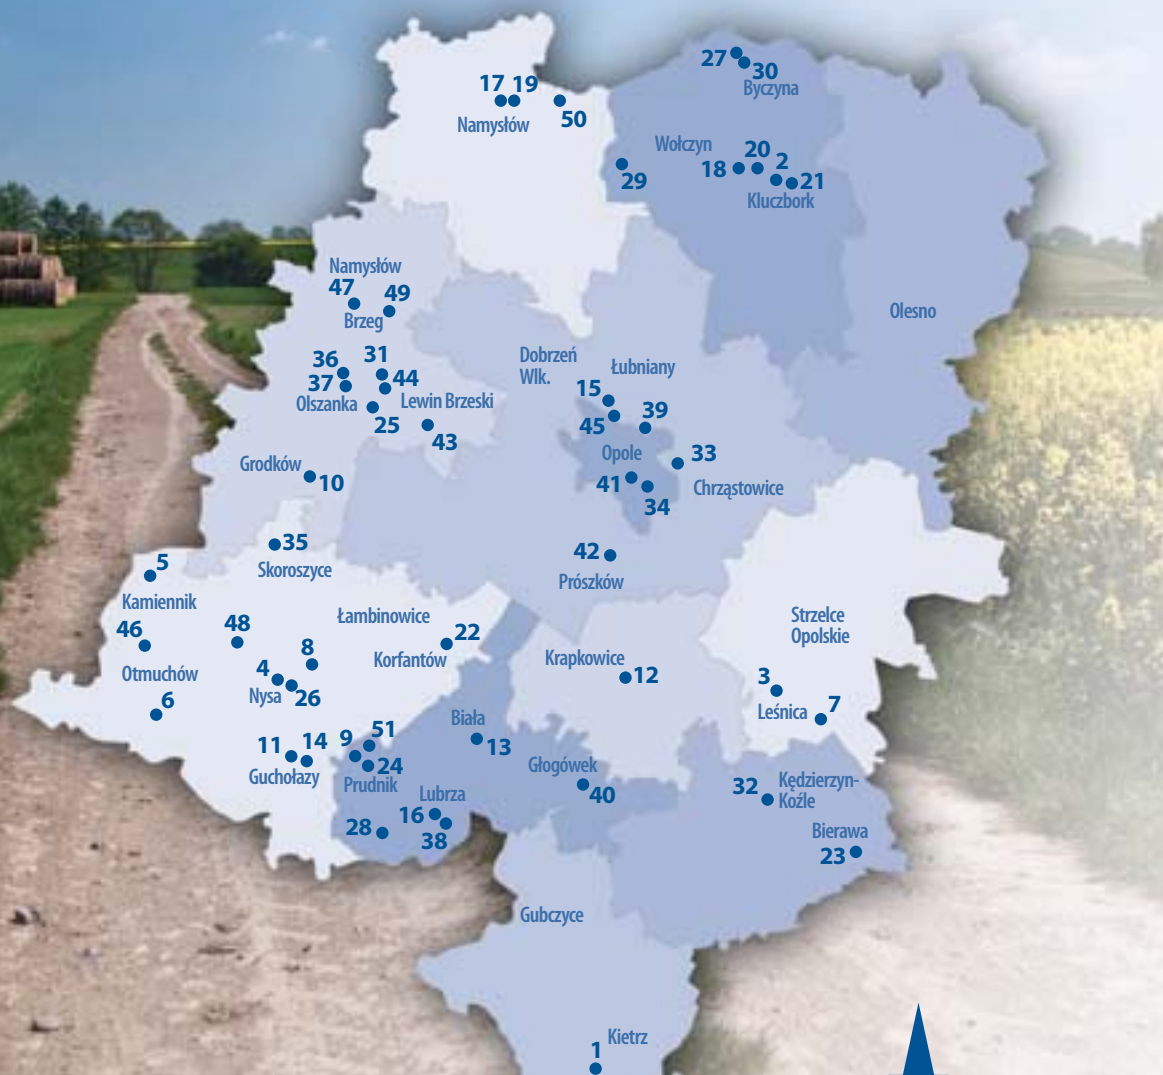 27
30
Byczyna
17 19
50
Namysłów
Wołczyn
20
2
18
21
29
Kluczbork
Namysłów
47
49
Brzeg
Olesno
Dobrzeń
Wlk.
Łubniany
36
31
37
44
Olszanka
Lewin Brzeski
25
43
15
39
45
Opole
33
41
34
Chrząstowice
Grodków
10
35
Skoroszyce
42
Prószków
5
Kamiennik
46
48
Otmuchów
Łambinowice
22
Korfantów
8
4
Nysa
26
6
Krapkowice
12
Strzelce
Opolskie
3
Leśnica
7
Biała
13
11
14
Guchołazy
9
51
24
Prudnik
Głogówek
40
Lubrza
16
38
28
32
Kędzierzyn-
Koźle
Bierawa
23
Gubczyce
Kietrz
1